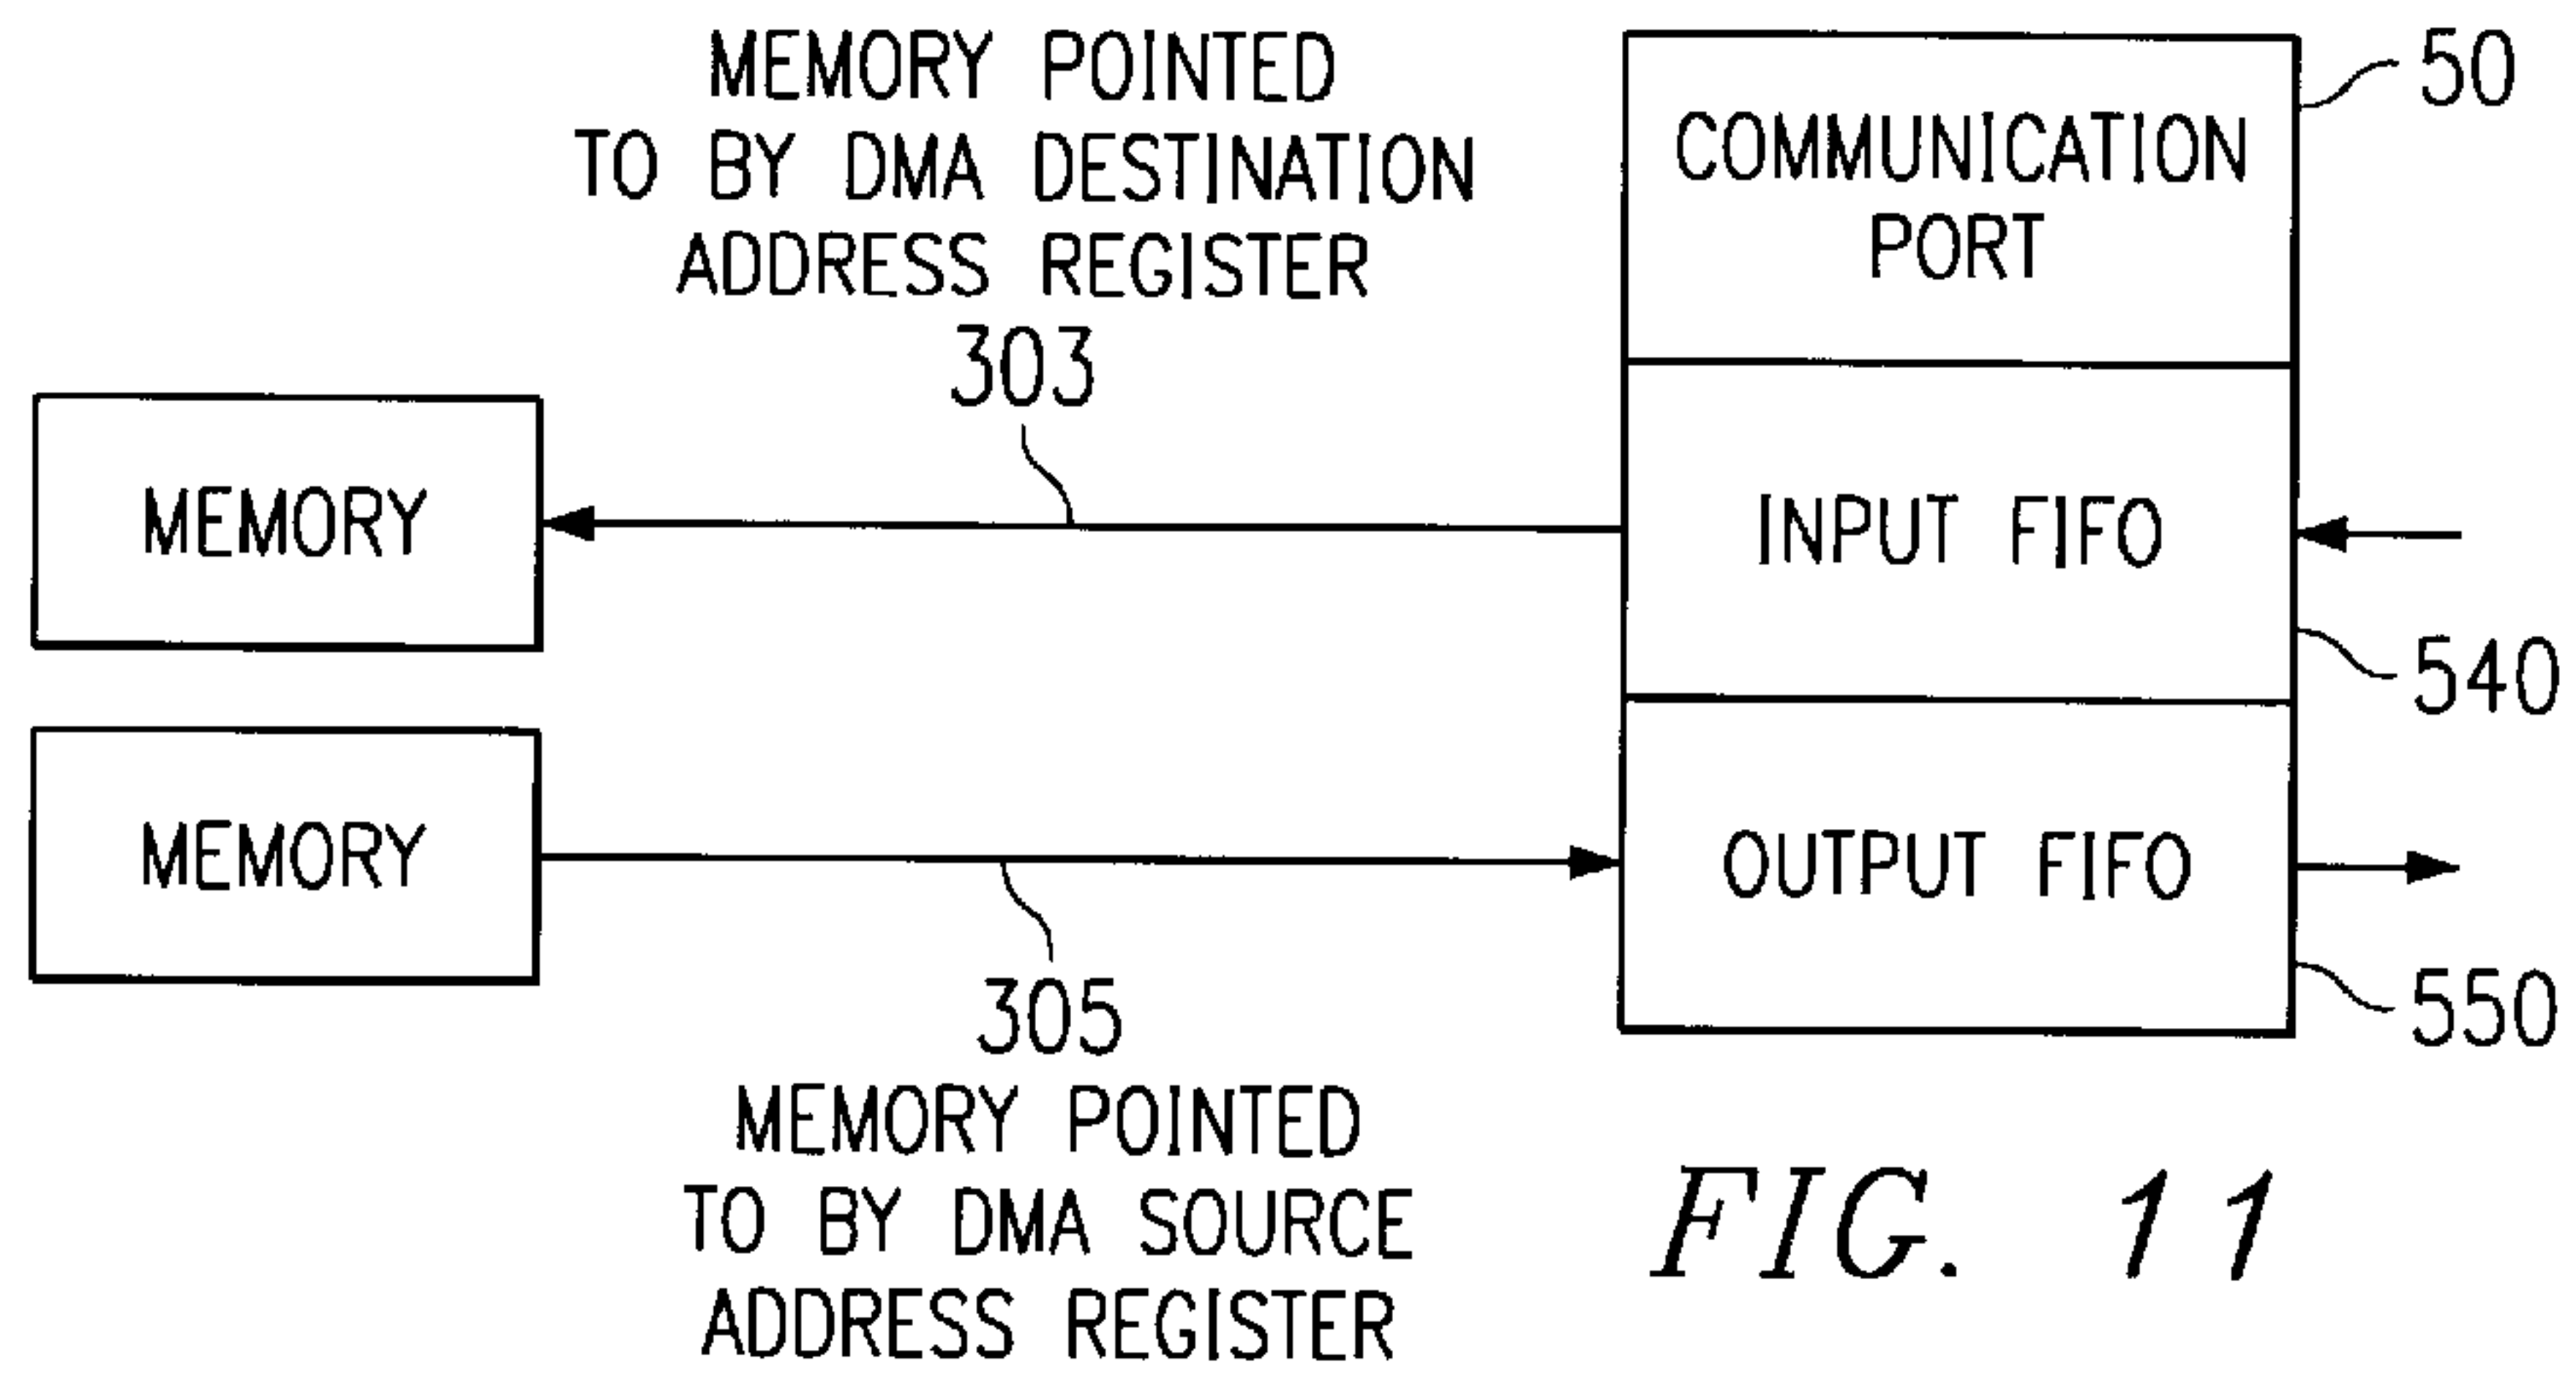 MEMORY POINTED
TO BY DMA DESTINATION
ADDRESS REGISTER
303
50
COMMUNICATION
PORT
MEMORY
INPUT FIFO
540
MEMORY
OUTPUT FIFO
550
305
MEMORY POINTED
TO BY DMA SOURCE
ADDRESS REGISTER
FIG. 11